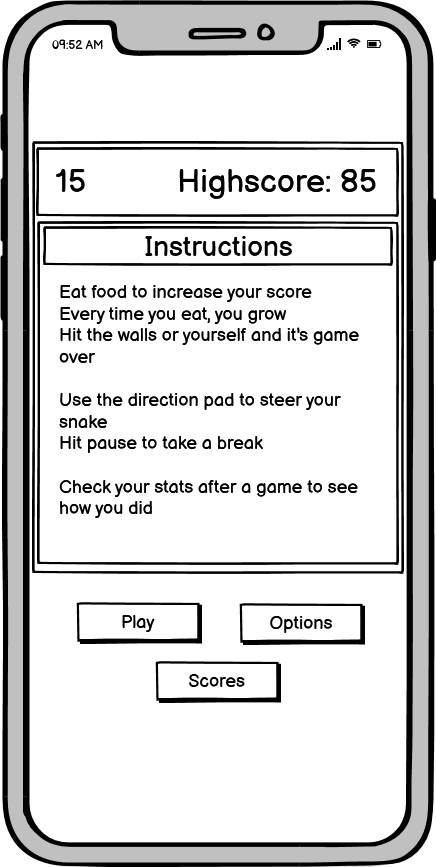 09:52 AM
15 Highscore: 85
Instructions
Eat food to increase your score
Every time you eat, you grow
Hit the walls or yourself and it's game
over
Use the direction pad to steer your
snake
Hit pause to take a break
Check your stats after a game to see
how you did
Play Options
Scores